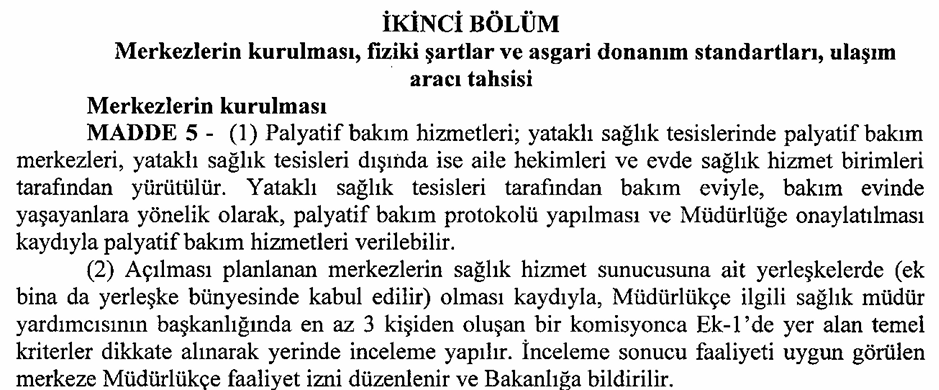 İKİNCİ BÖLÜM
Merkezlerin kurulması, fiziki şartlar ve asgari donanım standartları, ulaşım
aracı tahsisi
Merkezlerin kurulması
MADDE 5 - (1) Palyatif bakım hizmetleri; yataklı sağlık tesislerinde palyatif bakım
merkezleri, yataklı sağlık tesisleri dışında ise aile hekimleri ve evde sağlık hizmet birimleri
tarafından yürütülür. Yataklı sağlık tesisleri tarafından bakım eviyle, bakım evinde
yaşayanlara yönelik olarak, palyatif bakım protokolü yapılması ve Müdürlüğe onaylatılması
kaydıyla palyatif bakım hizmetleri verilebilir.
(2) Açılması planlanan merkezlerin sağlık hizmet sunucusuna ait yerleşkelerde (ek
bina da yerleşke bünyesinde kabul edilir) olması kaydıyla, Müdürlükçe ilgili sağlık müdür
yardımcısının başkanlığında en az 3 kişiden oluşan bir komisyonca Ek-1'de yer alan temel
kriterler dikkate alınarak yerinde inceleme yapılır. İnceleme sonucu faaliyeti uygun görülen
merkeze Müdürlükçe faaliyet izni düzenlenir ve Bakanlığa bildirilir.